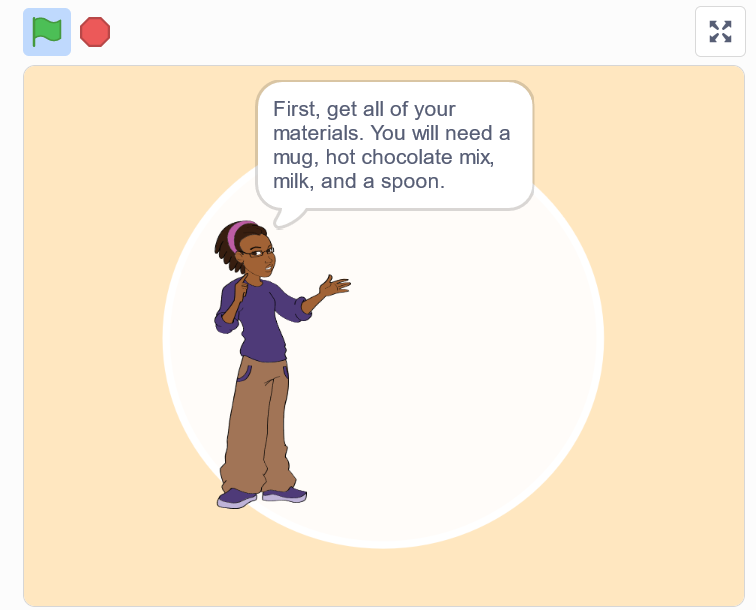 First, get all of your
materials. You will need a
mug, hot chocolate mix,
milk, and a spoon.